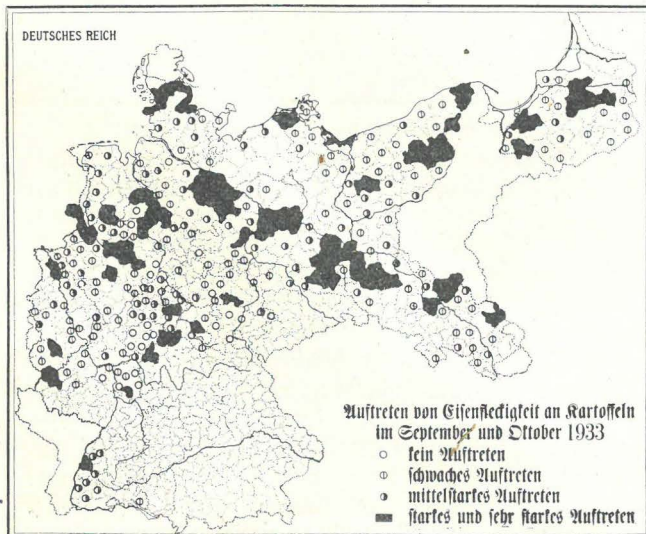 DEUTSCHES REICH
Auftreten von Eisenfleckigkeit an Kartoffeln
im September und Oktober 1933
kein Auftreten
schwaches Auftreten
mittelstarkes Auftreten
starkes und sehr starkes Auftreten